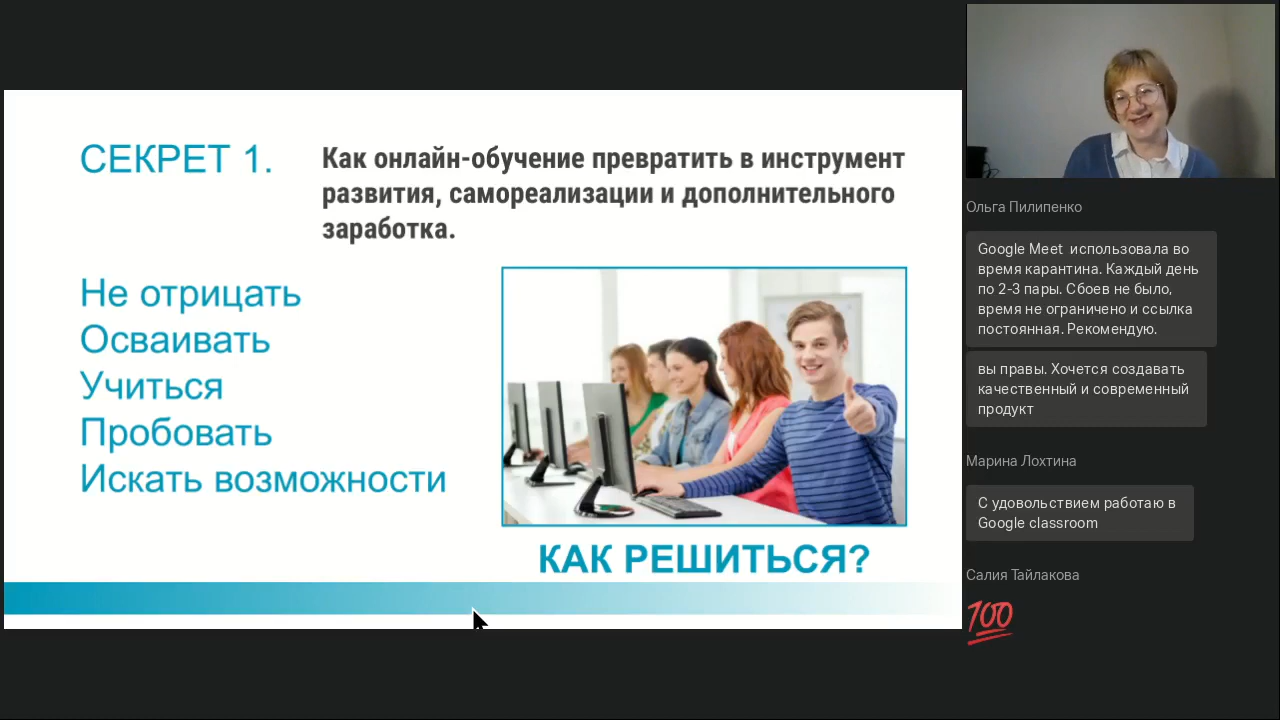 СЕКРЕТ 1.
Как онлайн-обучение превратить в инструмент
развития, самореализации и дополнительного
заработка.
Не отрицать
Осваивать
Учиться
Пробовать
Искать возможности
КАК РЕШИТЬСЯ?
Ольга Пилипенко
Google Meet использовала во
время карантина. Каждый день
по 2-3 пары. Сбоев не было,
время не ограничено и ссылка
постоянная. Рекомендую.
вы правы. Хочется создавать
качественный и современный
продукт
Марина Лохтина
С удовольствием работаю в
Google classroom
Салия Тайлакова
100